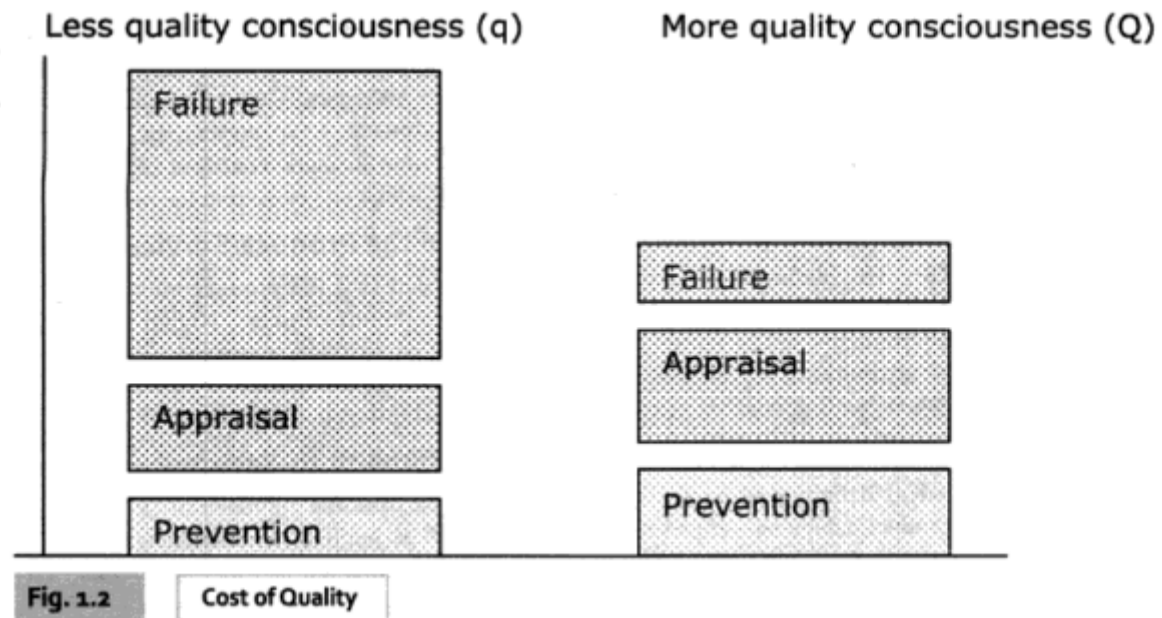 Less quality consciousness (q)
More quality consciousness (Q)
Failure
Appraisal
Prevention
Failure
Appraisal
Prevention
Fig. 1.2
Cost of Quality